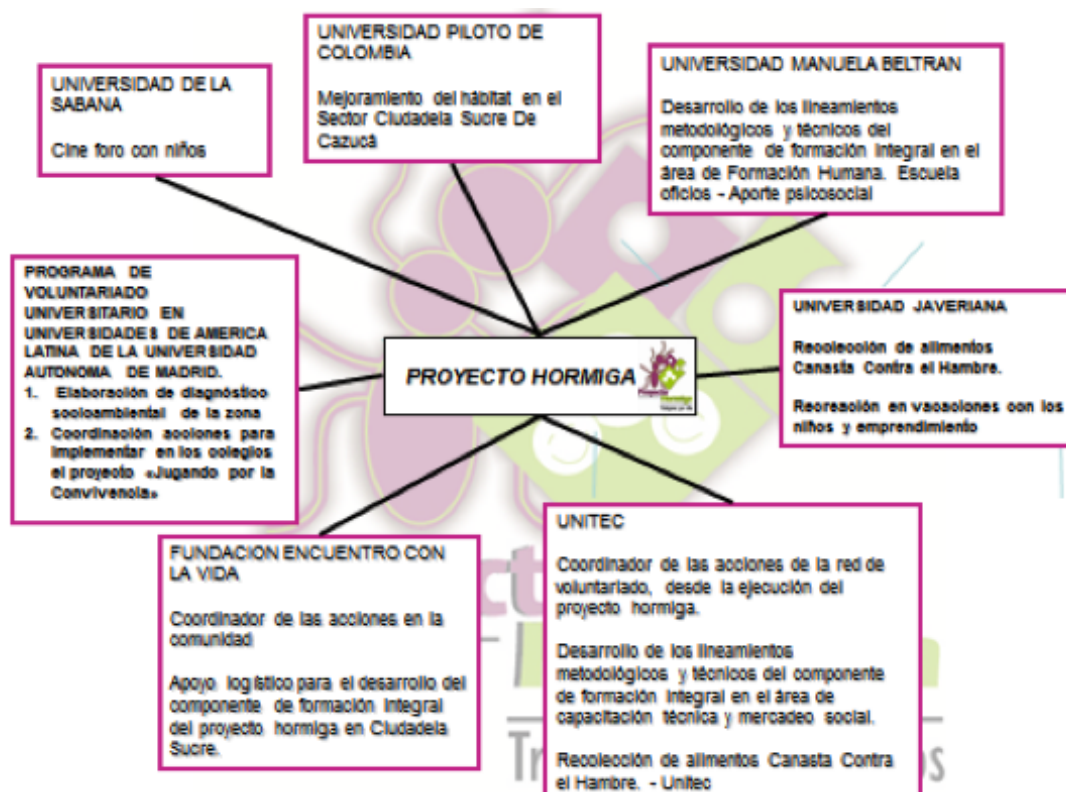 UNIVERSIDAD DE LA
SABANA
Cine foro con niños
UNIVERSIDAD PILOTO DE
COLOMBIA
Mejoramiento del hábitat en el
Sector Ciudadela Sucre De
Cazucá
UNIVERSIDAD MANUELA BELTRAN
Desarrollo de los lineamientos
metodológicos y técnicos del
componente de formación integral en el
área de Formación Humana. Escuela
oficios - Aporte psicosocial
PROGRAMA DE
VOLUNTARIADO
UNIVERSITARIO EN
UNIVERSIDADES DE AMERICA
LATINA DE LA UNIVERSIDAD
AUTONOMA DE MADRID.
1. Elaboración de diagnóstico
socioambiental de la zona
2. Coordinación acciones para
implementar en los colegios
el proyecto «Jugando por la
Convivencia»
PROYECTO HORMIGA
UNIVERSIDAD JAVERIANA
Recolección de alimentos
Canasta Contra el Hambre.
Recreación en vacaciones con los
niños y emprendimiento
FUNDACION ENCUENTRO CON
LA VIDA
Coordinador de las acciones en la
comunidad
Apoyo logístico para el desarrollo del
componente de formación integral
del proyecto hormiga en Ciudadela
Sucre.
UNITEC
Coordinador de las acciones de la red de
voluntariado, desde la ejecución del
proyecto hormiga.
Desarrollo de los lineamientos
metodológicos y técnicos del componente
de formación integral en el área de
capacitación técnica y mercadeo social.
Recolección de alimentos Canasta Contra
el Hambre. - Unitec